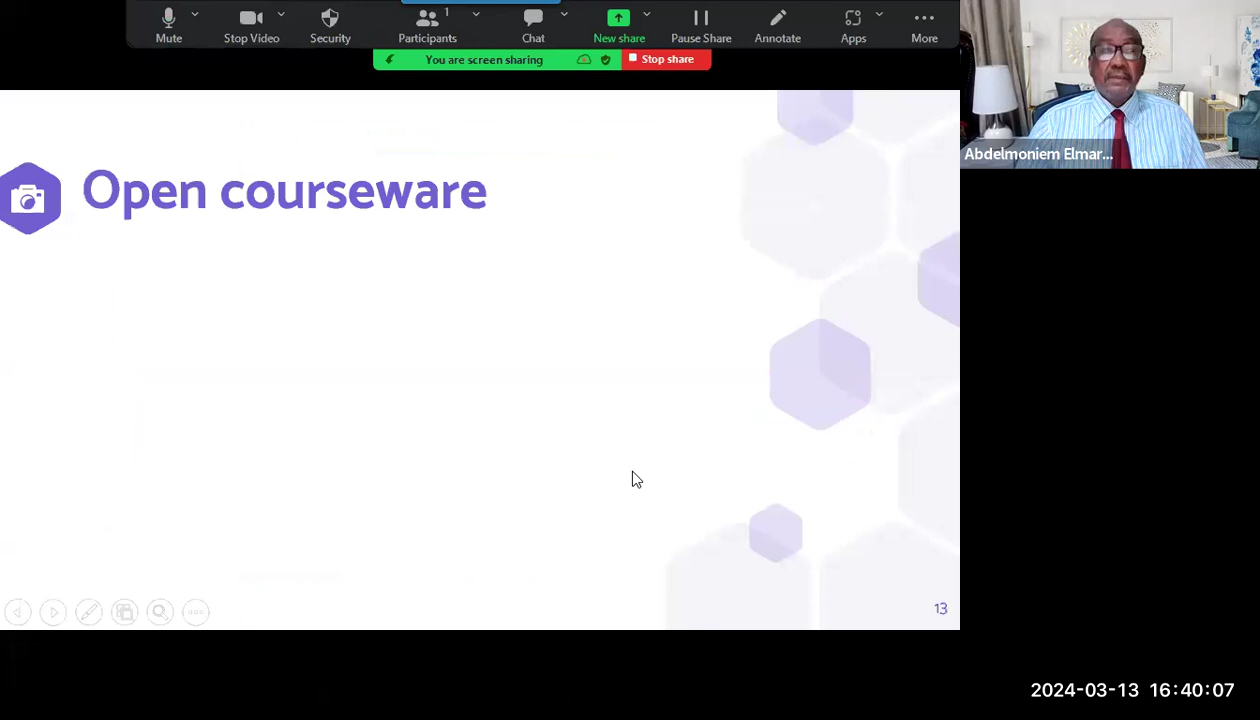 1
Mute
Stop Video
Security
Participants
Chat
New share
Pause Share
Annotate
Apps
More
You are screen sharing
Stop share
Abdelmoniem Elmar...
Open courseware
13
2024-03-13 16:40:07